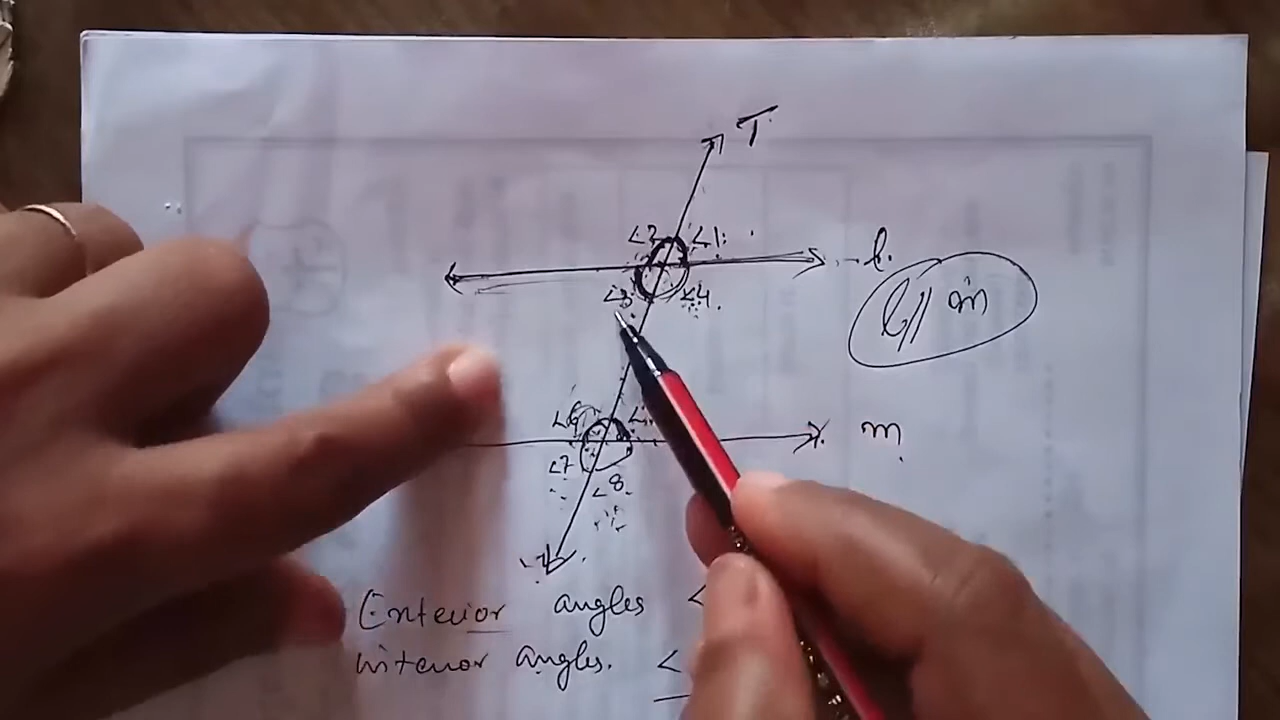 T
<2 <1
l
<3 <4
l || m
<6
m
<7
<8
Exterior angles <
interior angles. <